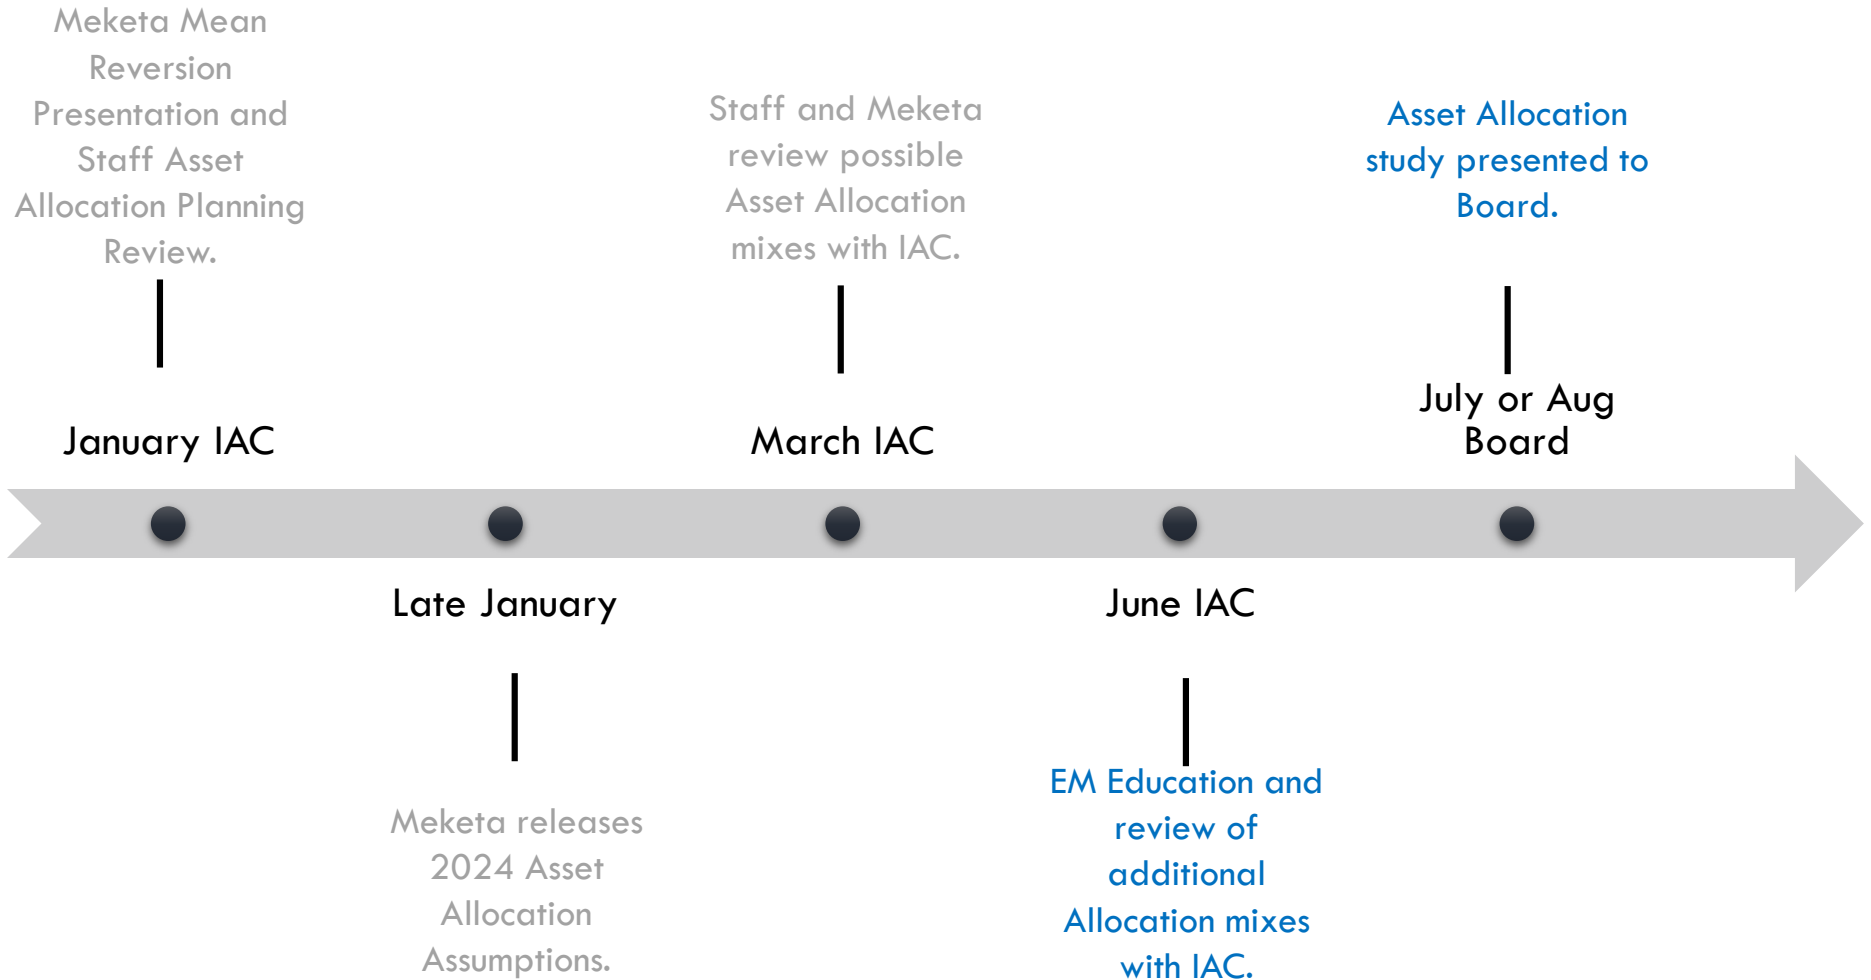 Meketa Mean
Reversion
Presentation and
Staff Asset
Allocation Planning
Review.
January IAC
Late January
Meketa releases
2024 Asset
Allocation
Assumptions.
Staff and Meketa
review possible
Asset Allocation
mixes with IAC.
March IAC
June IAC
EM Education and
review of
additional
Allocation mixes
with IAC.
Asset Allocation
study presented to
Board.
July or Aug
Board